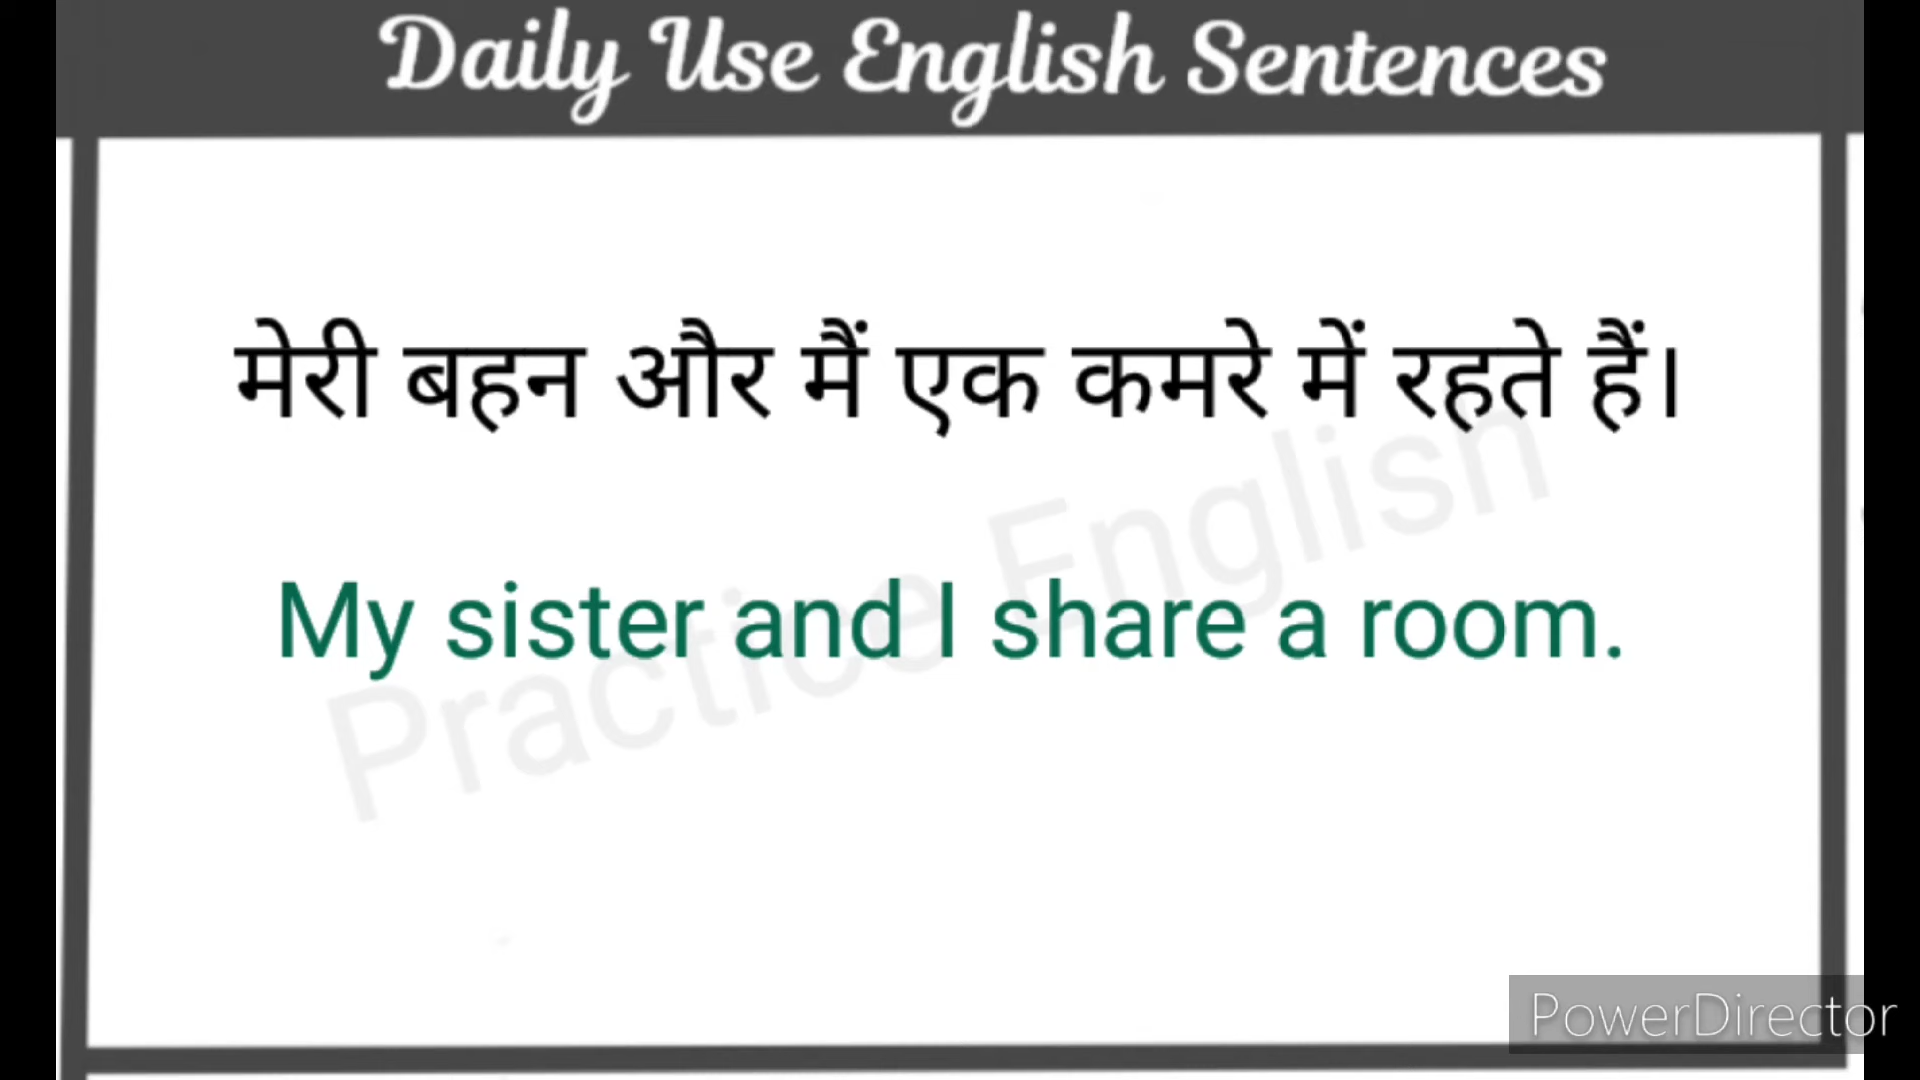 Daily Use English Sentences
मेरी बहन और मैं एक कमरे में रहते हैं।
My sister and I share a room.
Practice English
PowerDirector